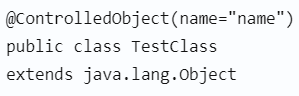 @ControlledObject(name="name")
public class TestClass
extends java.lang.Object